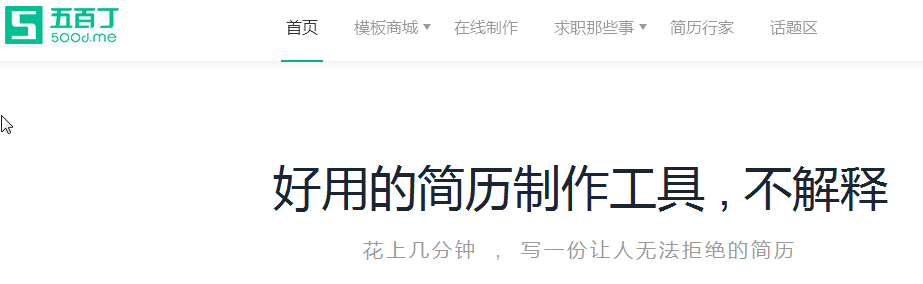 五百丁
500d.me
首页 模板商城 在线制作 求职那些事 简历行家 话题区
好用的简历制作工具,不解释
花上几分钟 , 写一份让人无法拒绝的简历